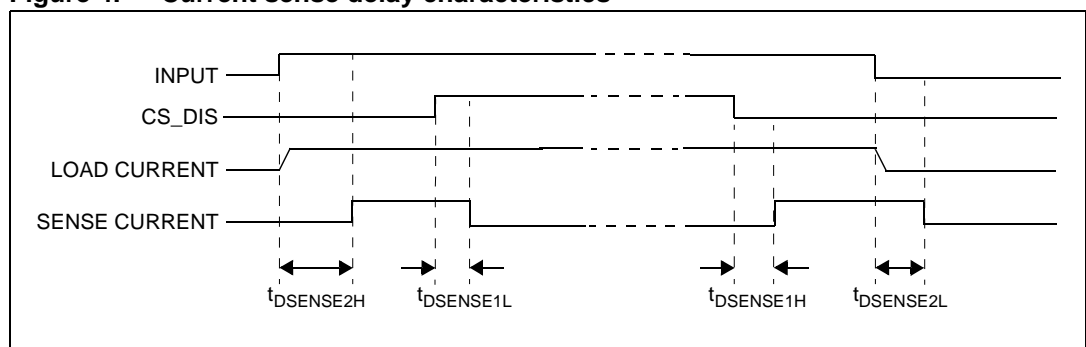 Figure 4. Current sense delay characteristics
INPUT
CS_DIS
LOAD CURRENT
SENSE CURRENT
tDSENSE2H tDSENSE1L tDSENSE1H tDSENSE2L